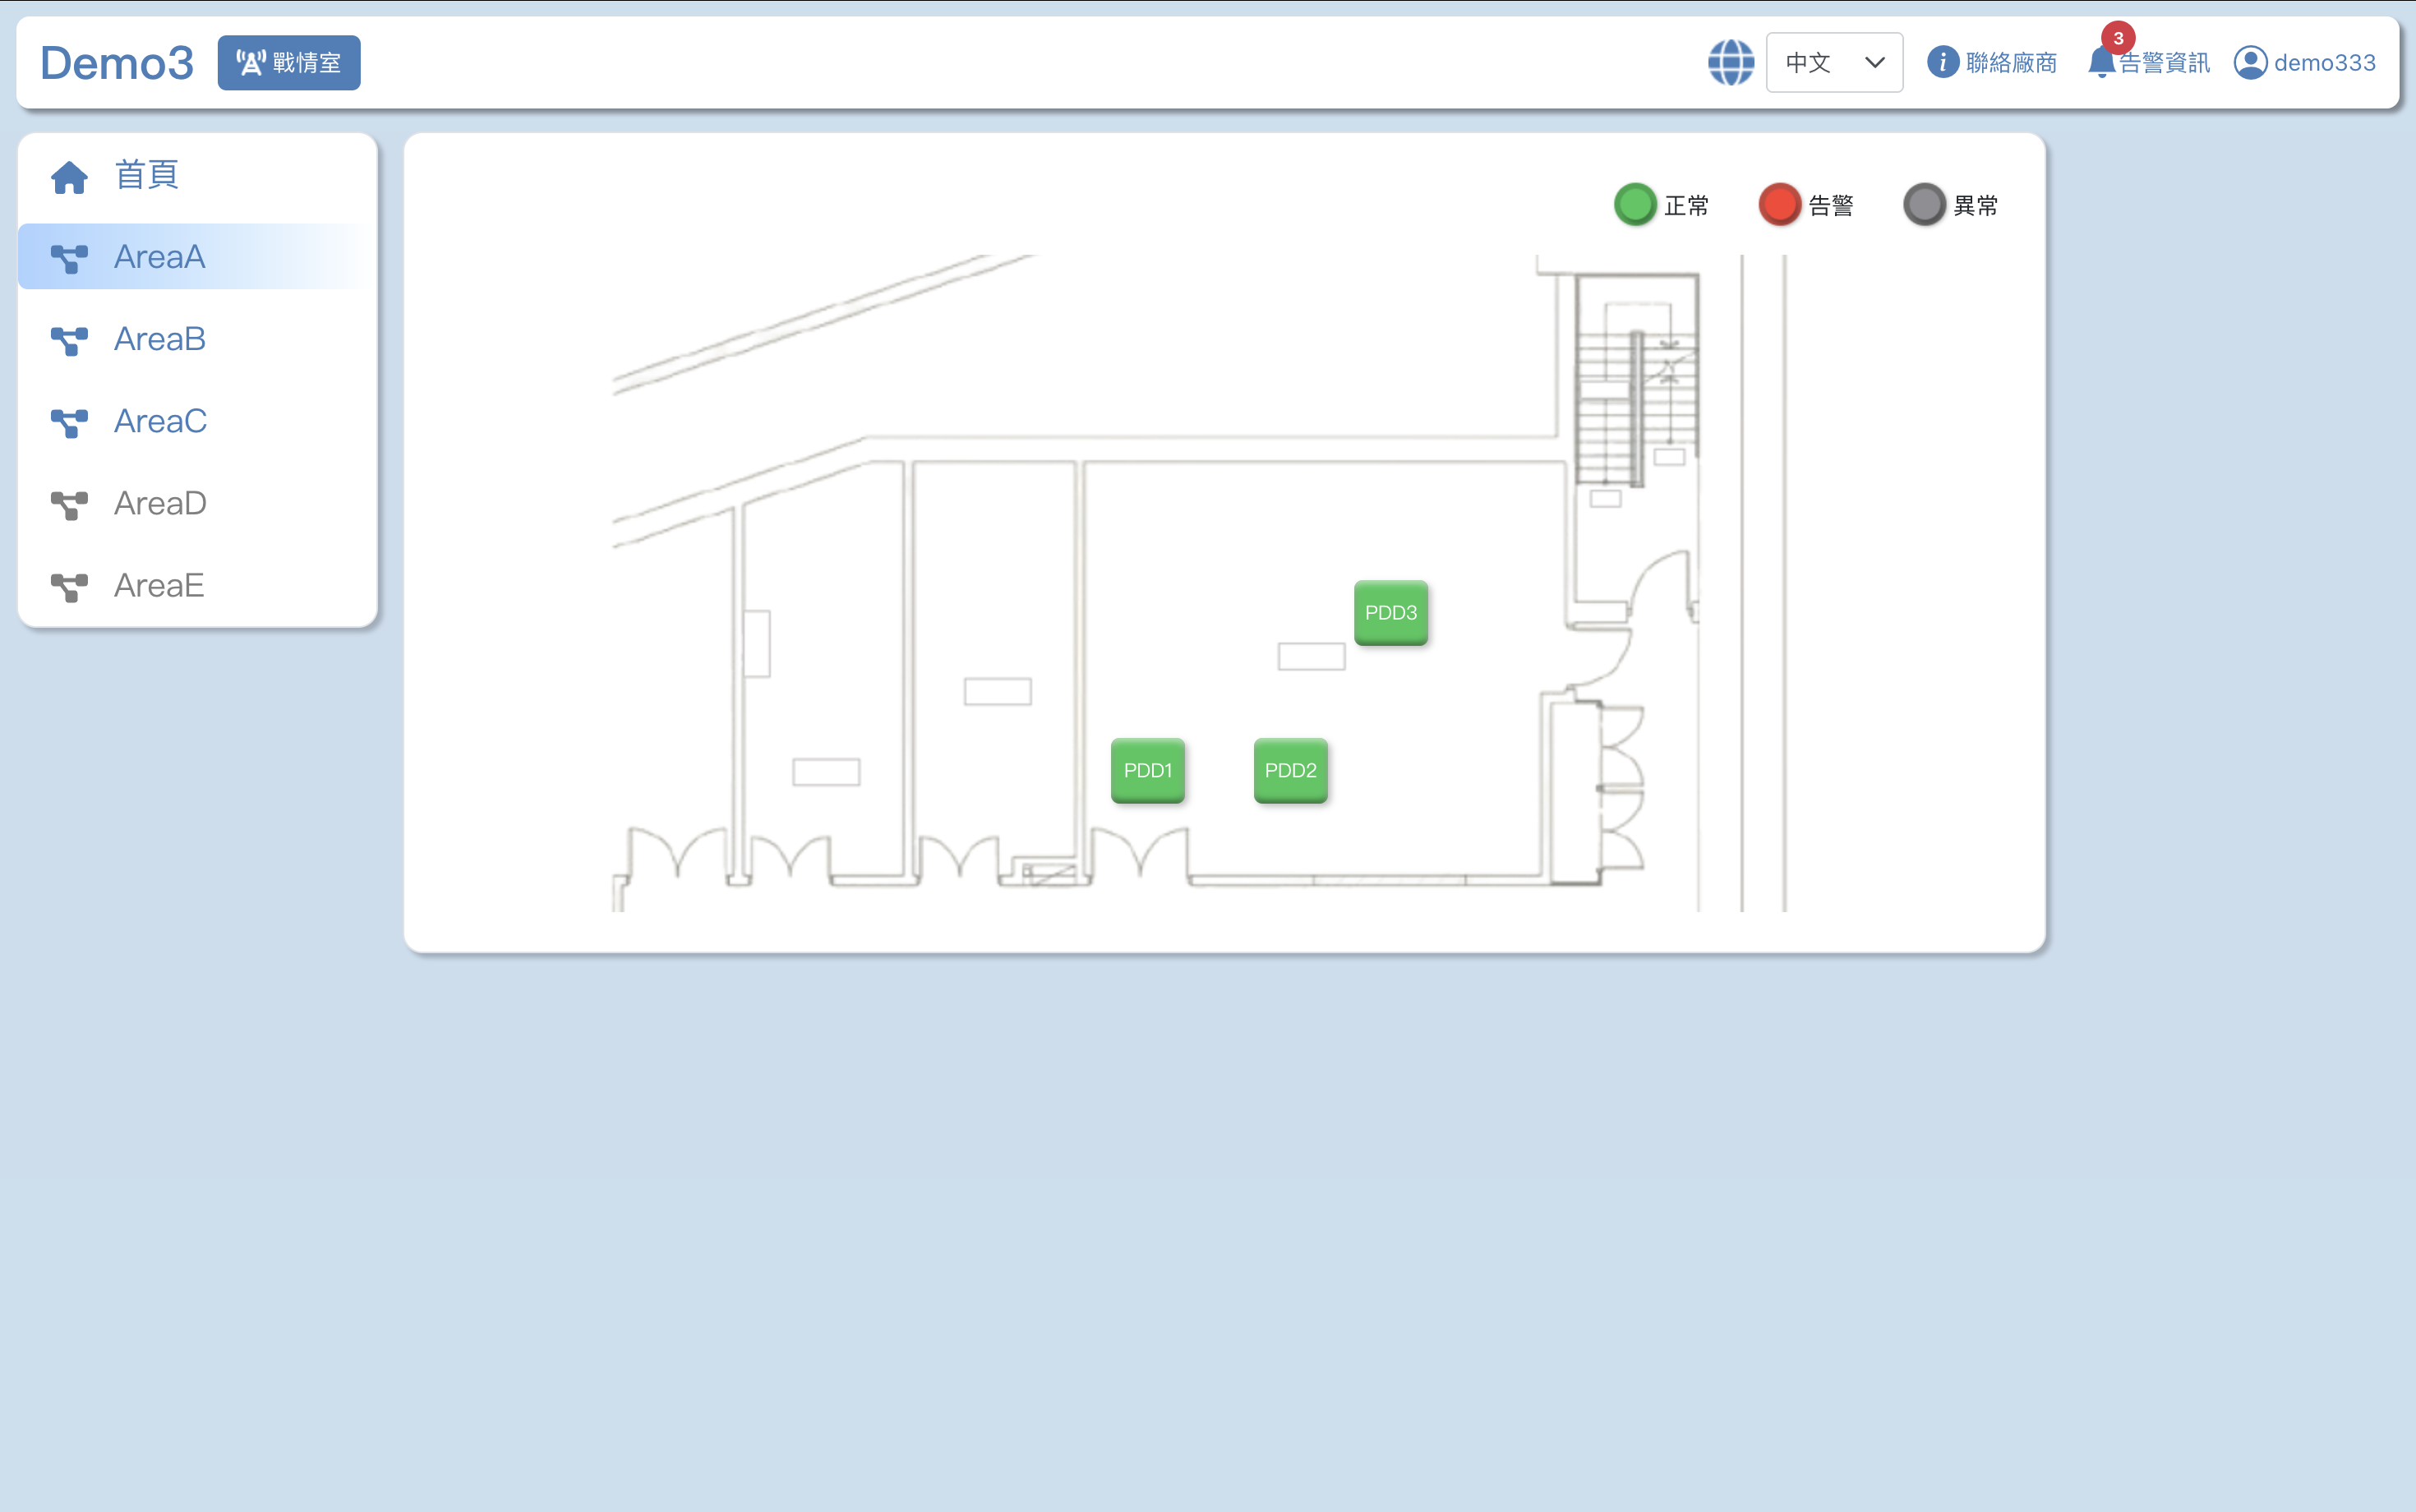 Demo3
戰情室
中文
聯絡廠商
3
告警資訊
demo333
首頁
AreaA
AreaB
AreaC
AreaD
AreaE
正常
告警
異常
PDD3
PDD1
PDD2